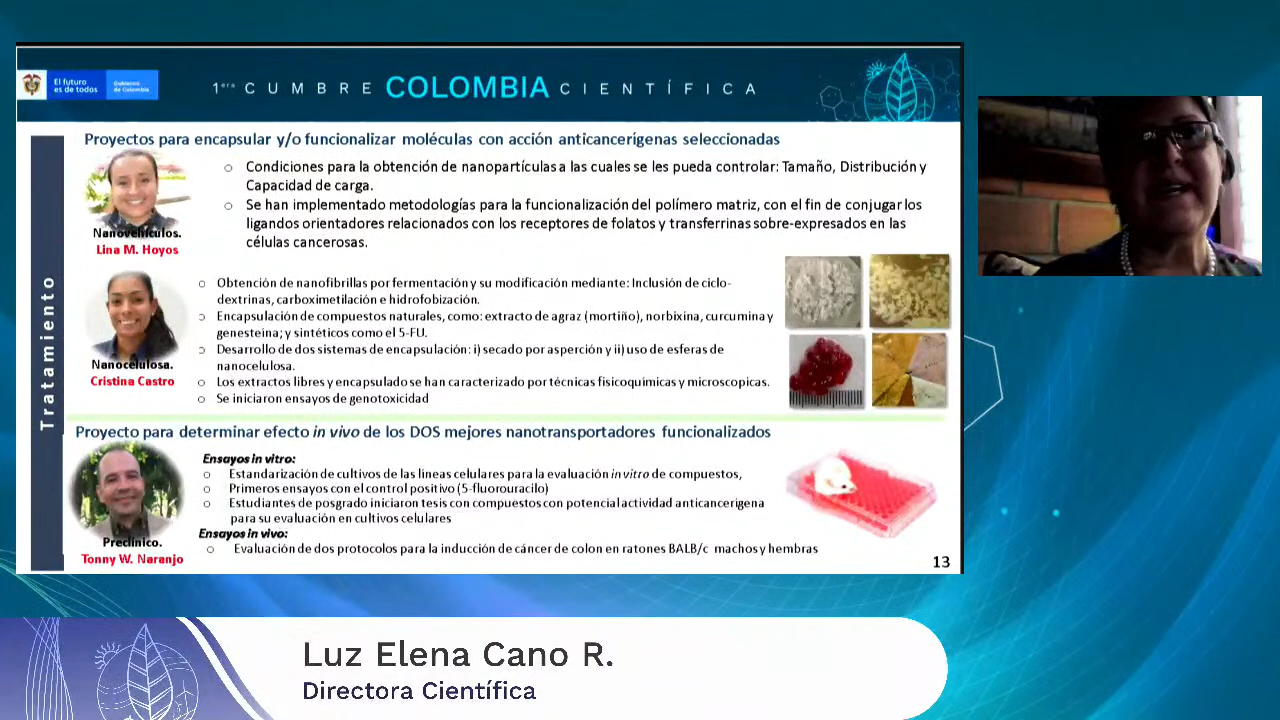 El futuro
es de todos
Gobierno
de Colombia
1era CUMBRE COLOMBIA CIENTÍFICA
Proyectos para encapsular y/o funcionalizar moléculas con acción anticancerígenas seleccionadas
Tratamiento
Nanovehículos.
Lina M. Hoyos
o Condiciones para la obtención de nanopartículas a las cuales se les pueda controlar: Tamaño, Distribución y
Capacidad de carga.
o Se han implementado metodologías para la funcionalización del polímero matriz, con el fin de conjugar los
ligandos orientadores relacionados con los receptores de folatos y transferrinas sobre-expresados en las
células cancerosas.
Nanocelulosa.
Cristina Castro
o Obtención de nanofibrillas por fermentación y su modificación mediante: Inclusión de ciclo-
dextrinas, carboximetilación e hidrofobización.
o Encapsulación de compuestos naturales, como: extracto de agraz (mortiño), norbixina, curcumina y
genesteina; y sintéticos como el 5-FU.
o Desarrollo de dos sistemas de encapsulación: i) secado por asperción y ii) uso de esferas de
nanocelulosa.
o Los extractos libres y encapsulado se han caracterizado por técnicas fisicoquímicas y microscopicas.
o Se iniciaron ensayos de genotoxicidad
Proyecto para determinar efecto in vivo de los DOS mejores nanotransportadores funcionalizados
Preclínico.
Tonny W. Naranjo
Ensayos in vitro:
o Estandarización de cultivos de las líneas celulares para la evaluación in vitro de compuestos,
o Primeros ensayos con el control positivo (5-fluorouracilo)
o Estudiantes de posgrado iniciaron tesis con compuestos con potencial actividad anticancerigena
para su evaluación en cultivos celulares
Ensayos in vivo:
o Evaluación de dos protocolos para la inducción de cáncer de colon en ratones BALB/c machos y hembras
13
Luz Elena Cano R.
Directora Científica